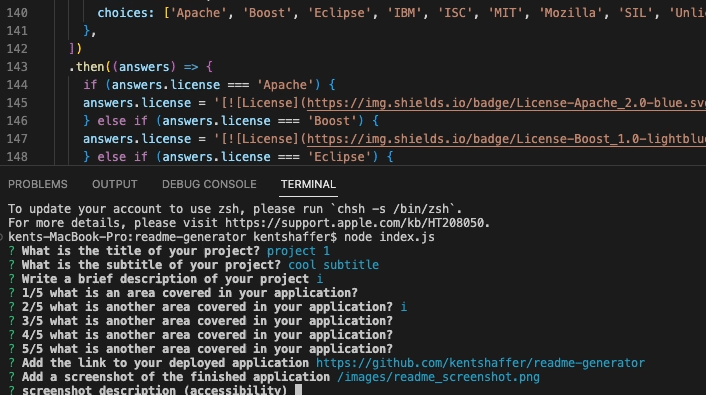 140 choices: ['Apache', 'Boost', 'Eclipse', 'IBM', 'ISC', 'MIT', 'Mozilla', 'SIL', 'Unli
141 },
142 ])
143 .then((answers) => {
144 if (answers.license === 'Apache') {
145 answers.license = '[![License](https://img.shields.io/badge/License-Apache_2.0-blue.sv
146 } else if (answers.license === 'Boost') {
147 answers.license = '[![License](https://img.shields.io/badge/License-Boost_1.0-lightblu
148 } else if (answers.license === 'Eclipse') {
PROBLEMS OUTPUT DEBUG CONSOLE TERMINAL
To update your account to use zsh, please run `chsh -s /bin/zsh`.
For more details, please visit https://support.apple.com/kb/HT208050.
kents-MacBook-Pro:readme-generator kentshaffer$ node index.js
? What is the title of your project? project 1
? What is the subtitle of your project? cool subtitle
? Write a brief description of your project i
? 1/5 what is an area covered in your application?
? 2/5 what is another area covered in your application? i
? 3/5 what is another area covered in your application?
? 4/5 what is another area covered in your application?
? 5/5 what is another area covered in your application?
? Add the link to your deployed application https://github.com/kentshaffer/readme-generator
? Add a screenshot of the finished application /images/readme_screenshot.png
? screenshot description (accessibility)